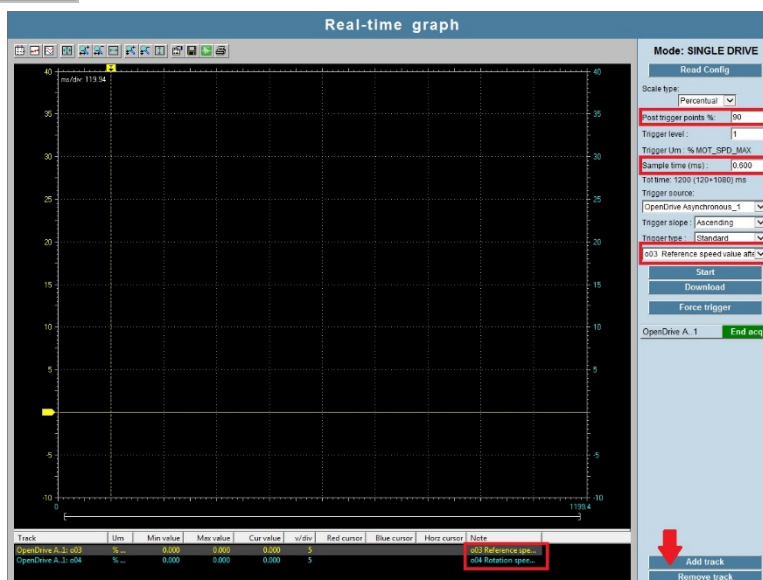 Real-time graph
Mode: SINGLE DRIVE
Read Config
Scale type:
Percentual
Post trigger points %: 90
Trigger level : 1
Trigger Um : % MOT_SPD_MAX
Sample time (ms) : 0.600
Tot time: 1200 (120+1080) ms
Trigger source:
OpenDrive Asynchronous_1
Trigger slope : Ascending
Trigger type : Standard
o03 Reference speed value afte
Start
Download
Force trigger
OpenDrive A..1 End acq
ms/div: 119.94
40 40
35 35
30 30
25 25
20 20
15 15
10 10
5 5
-5 -5
-10 -10
0 1199.4
Track Um Min value Max value Cur value v/div Red cursor Blue cursor Horz cursor Note
OpenDrive A..1: o03 % ... 0.000 0.000 0.000 5 o03 Reference spe...
OpenDrive A..1: o04 % ... 0.000 0.000 0.000 5 o04 Rotation spee...
Add track
Remove track